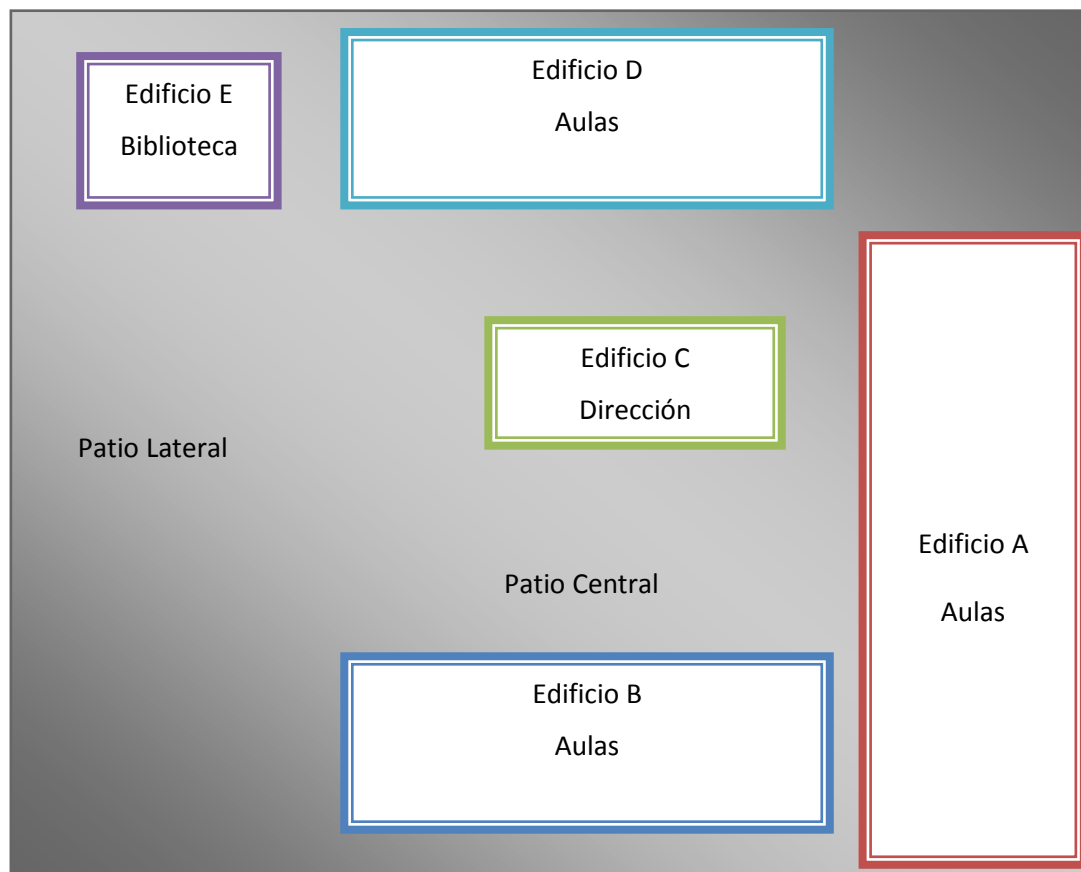 Edificio E
Biblioteca
Edificio D
Aulas
Edificio C
Dirección
Patio Lateral
Edificio A
Aulas
Patio Central
Edificio B
Aulas